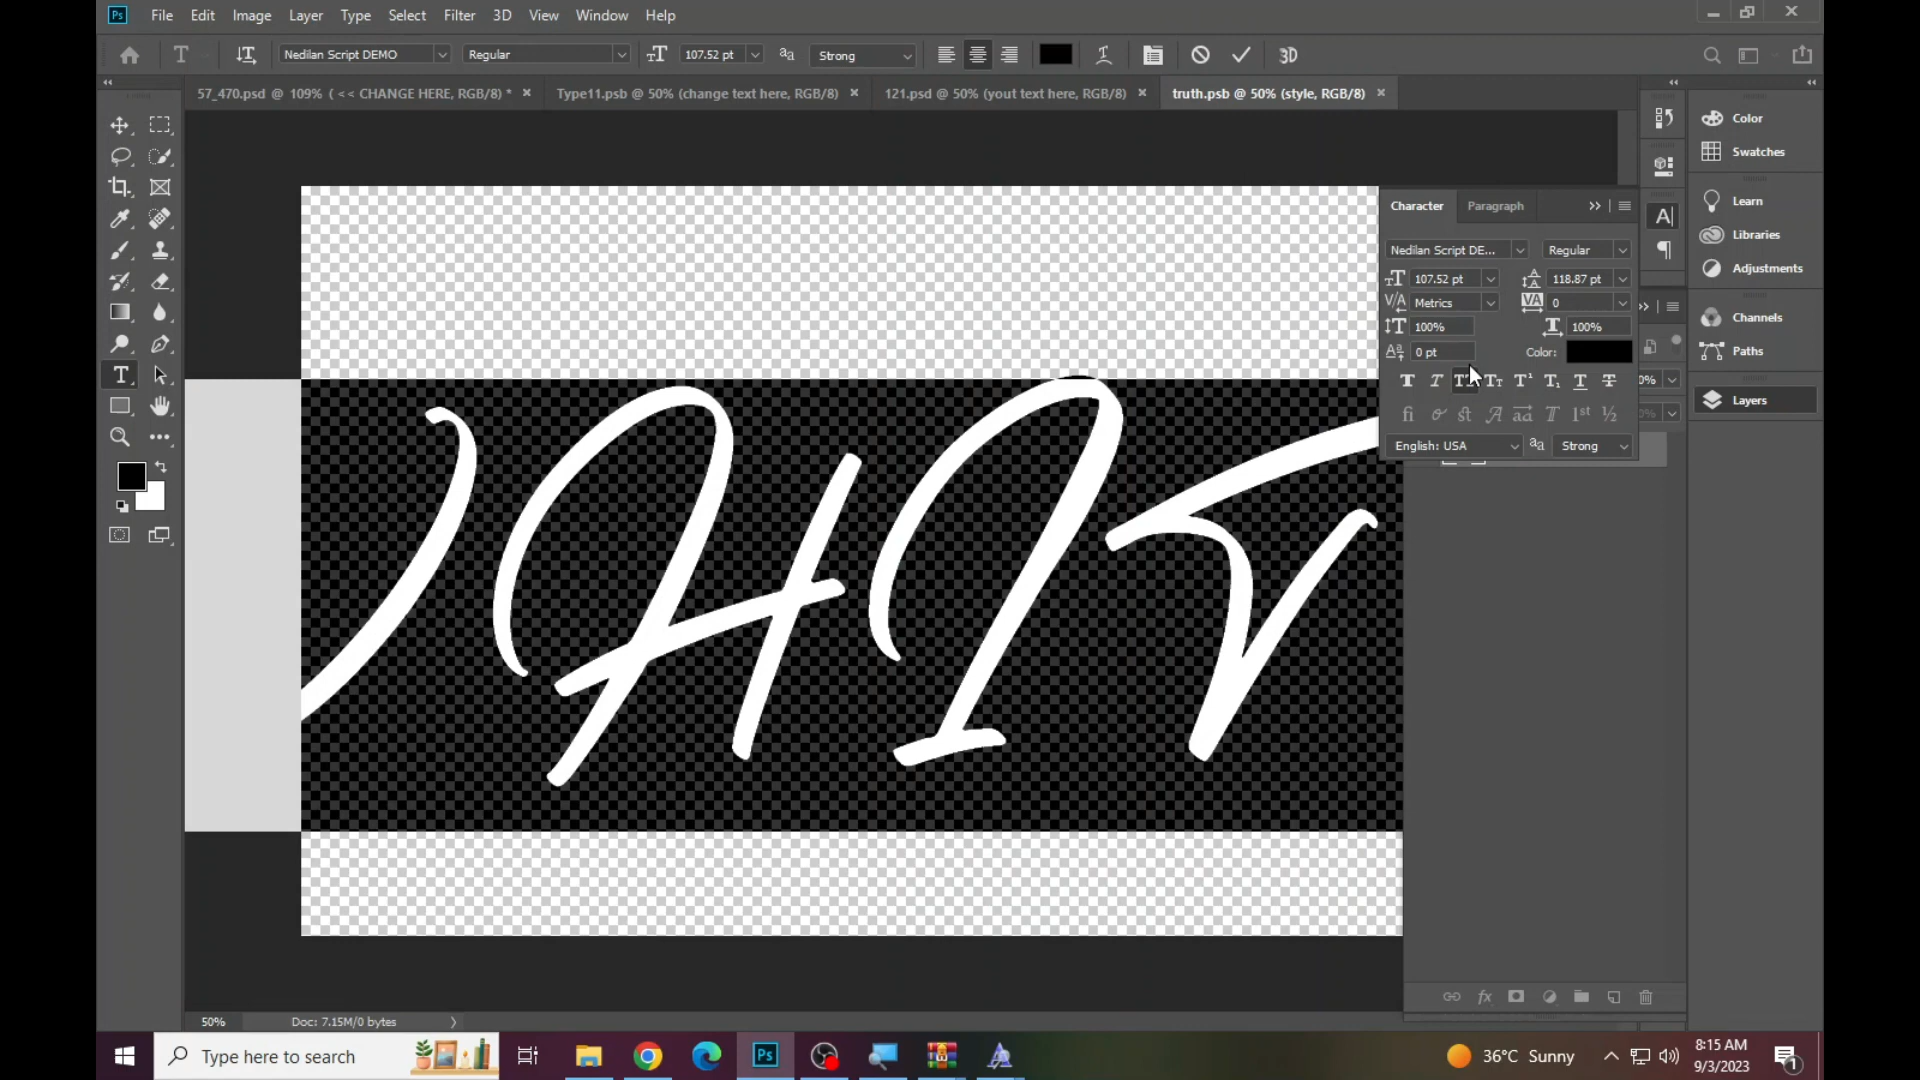 File Edit Image Layer Type Select Filter 3D View Window Help
Nedilan Script DEMO Regular 107.52 pt Strong 3D
57_470.psd @ 109% ( << CHANGE HERE, RGB/8) * Type11.psb @ 50% (change text here, RGB/8) 121.psd @ 50% (yout text here, RGB/8) truth.psb @ 50% (style, RGB/8)
Color
Swatches
Learn
Libraries
Adjustments
Channels
Paths
Layers
Character Paragraph
Nedilan Script DE... Regular
107.52 pt 118.87 pt
Metrics 0
100% 100%
0 pt Color:
English: USA Strong
50% Doc: 7.15M/0 bytes
Type here to search
36°C Sunny
8:15 AM
9/3/2023
1